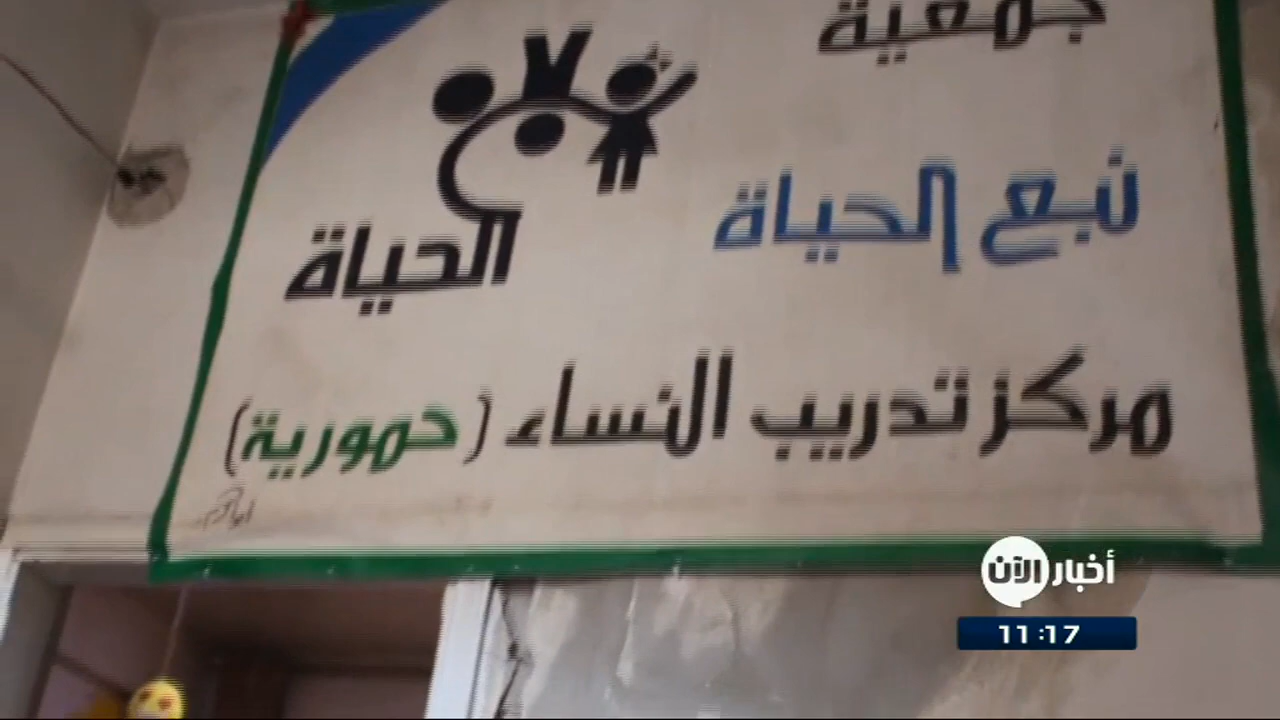 جمعية
نبع الحياة
الحياة
مركز تدريب النساء (حمورية)
أخبار الآن
11:17